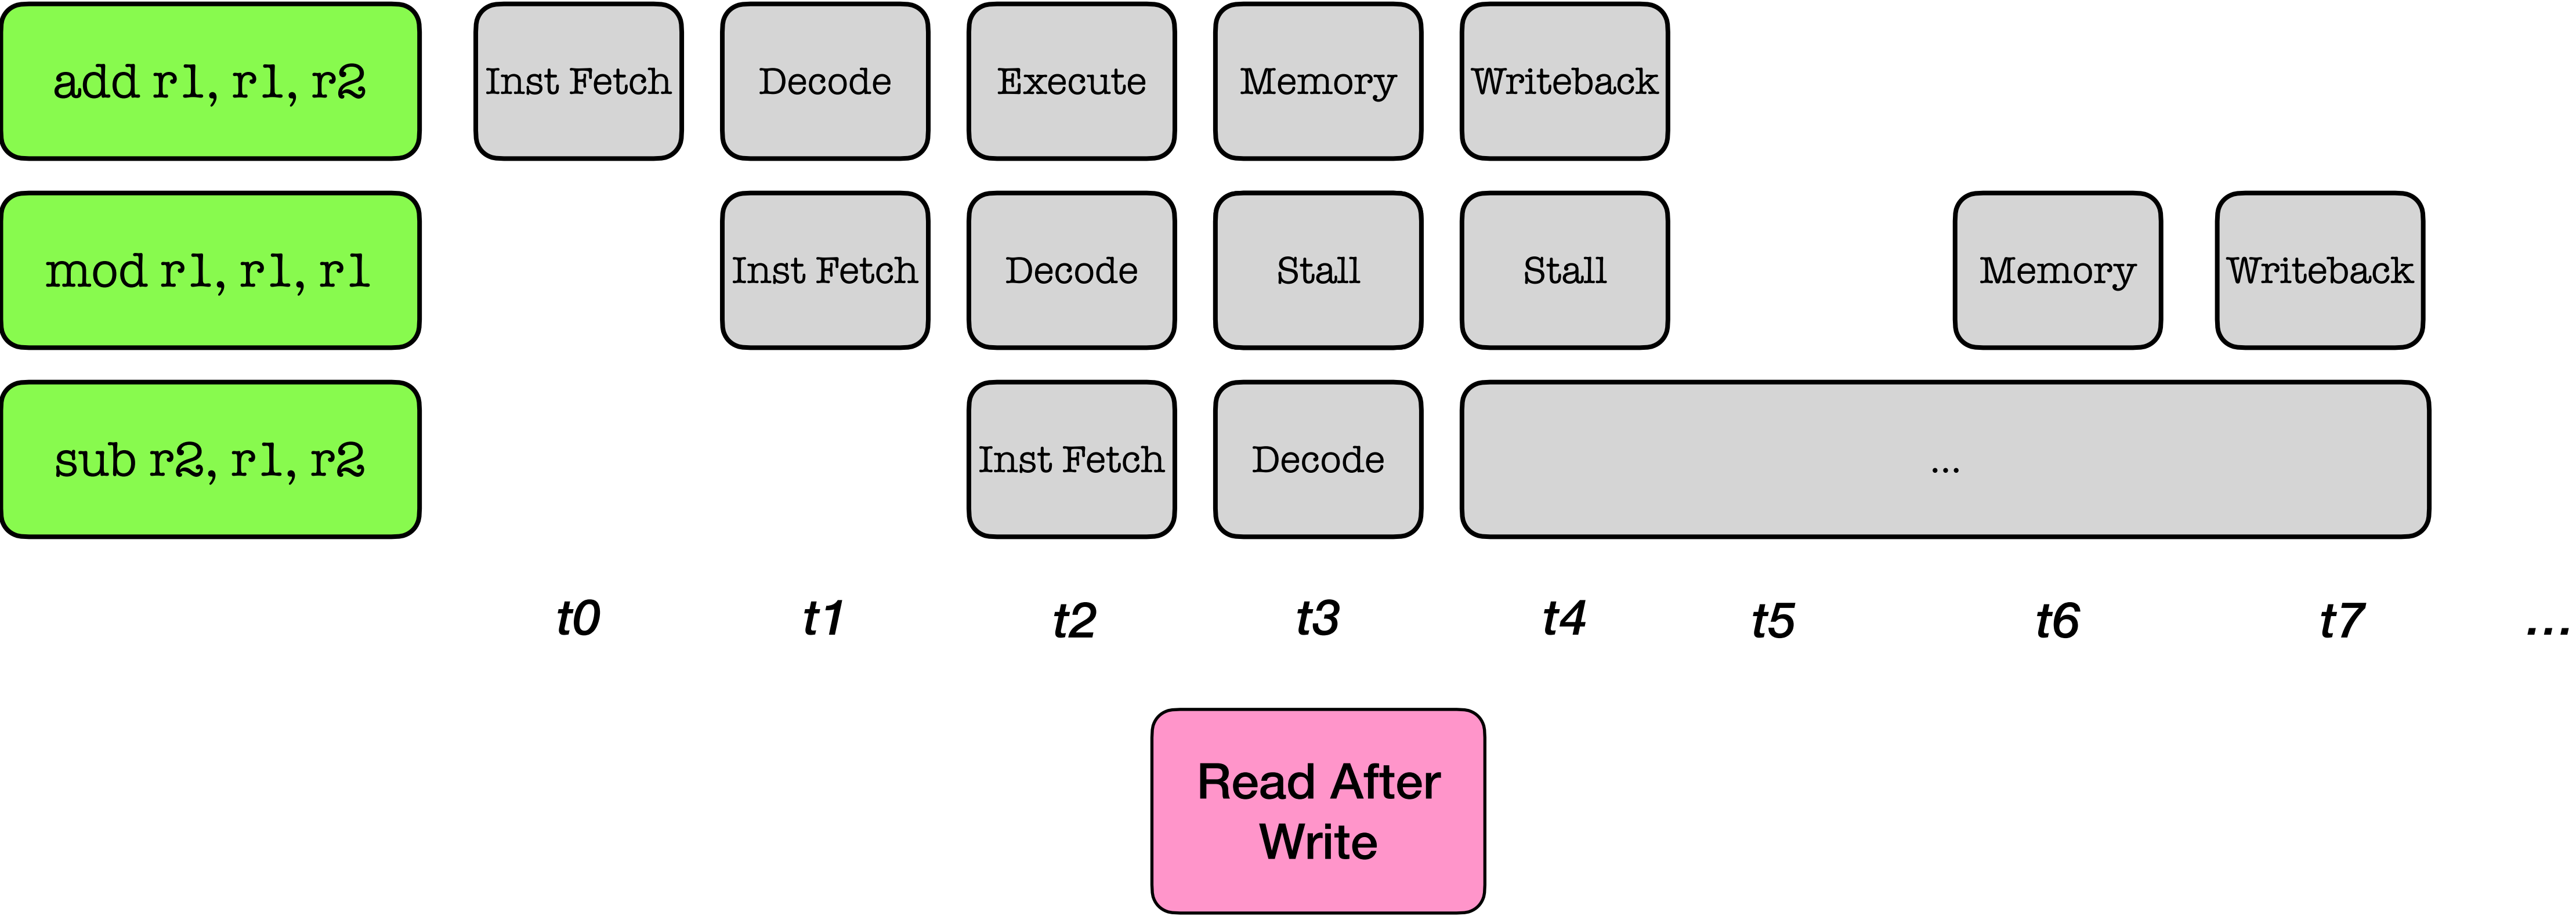 add r1, r1, r2 Inst Fetch Decode Execute Memory Writeback
mod r1, r1, r1 Inst Fetch Decode Stall Stall Memory Writeback
sub r2, r1, r2 Inst Fetch Decode ...
t0 t1 t2 t3 t4 t5 t6 t7 ...
Read After
Write